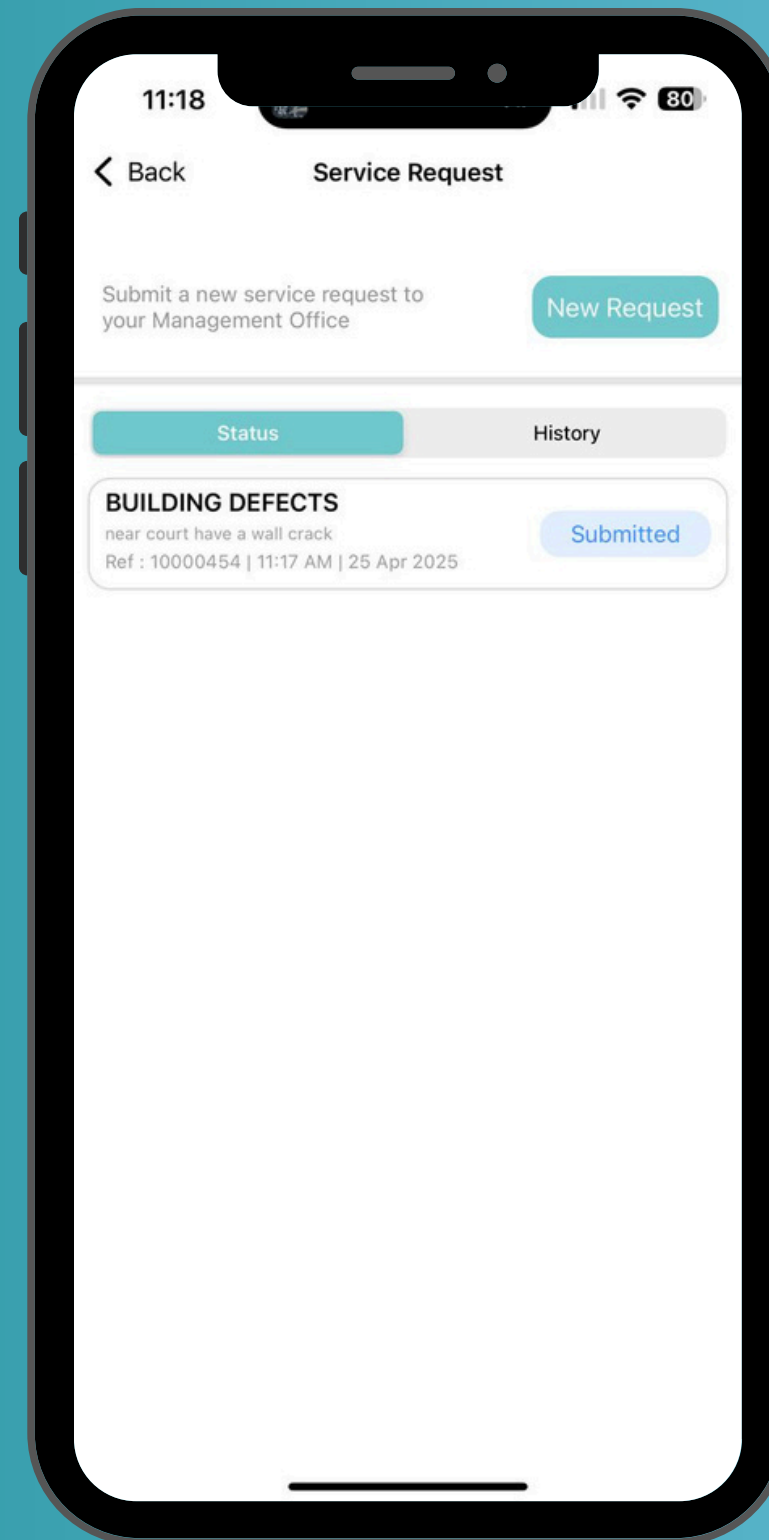 11:18
80
Back
Service Request
Submit a new service request to
your Management Office
New Request
Status
History
BUILDING DEFECTS
near court have a wall crack
Ref : 10000454 | 11:17 AM | 25 Apr 2025
Submitted